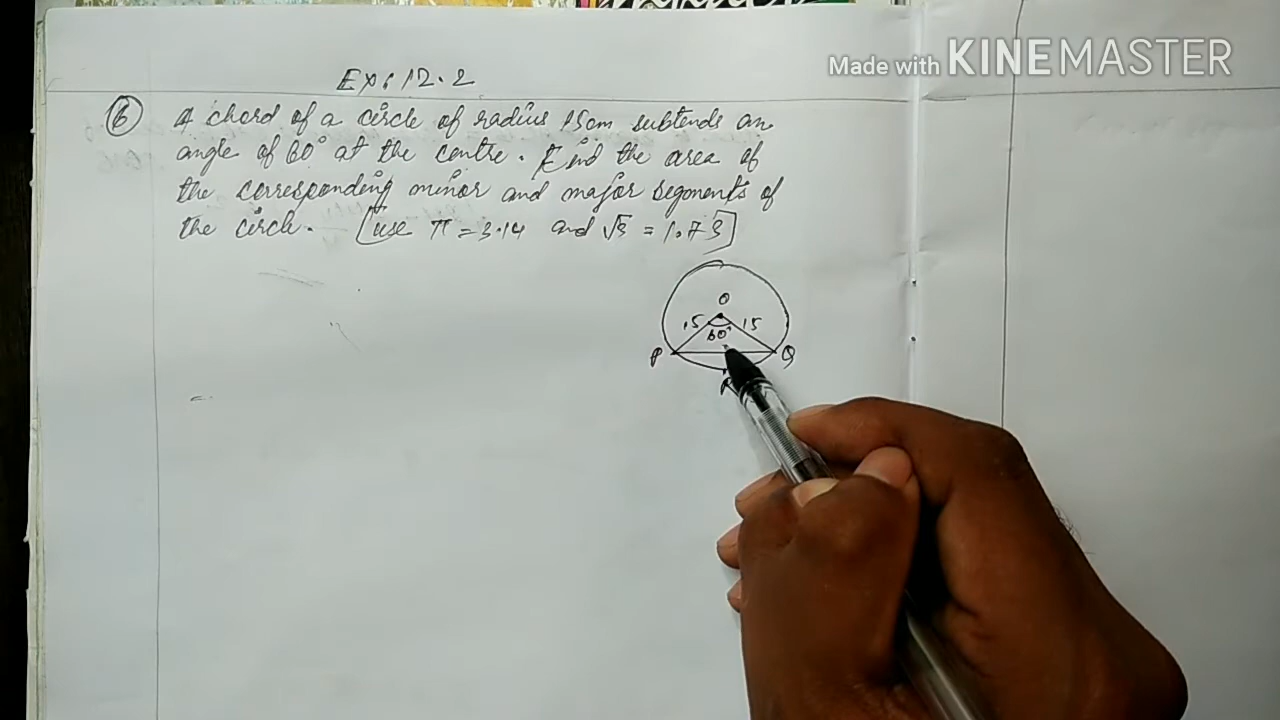 Made with KINEMASTER
Ex: 12.2
⑥ A chord of a circle of radius 15cm subtends an
angle of 60° at the centre. Find the area of
the corresponding minor and major segments of
the circle. [use π = 3.14 and √3 = 1.73]
O
15 15
60°
P Q